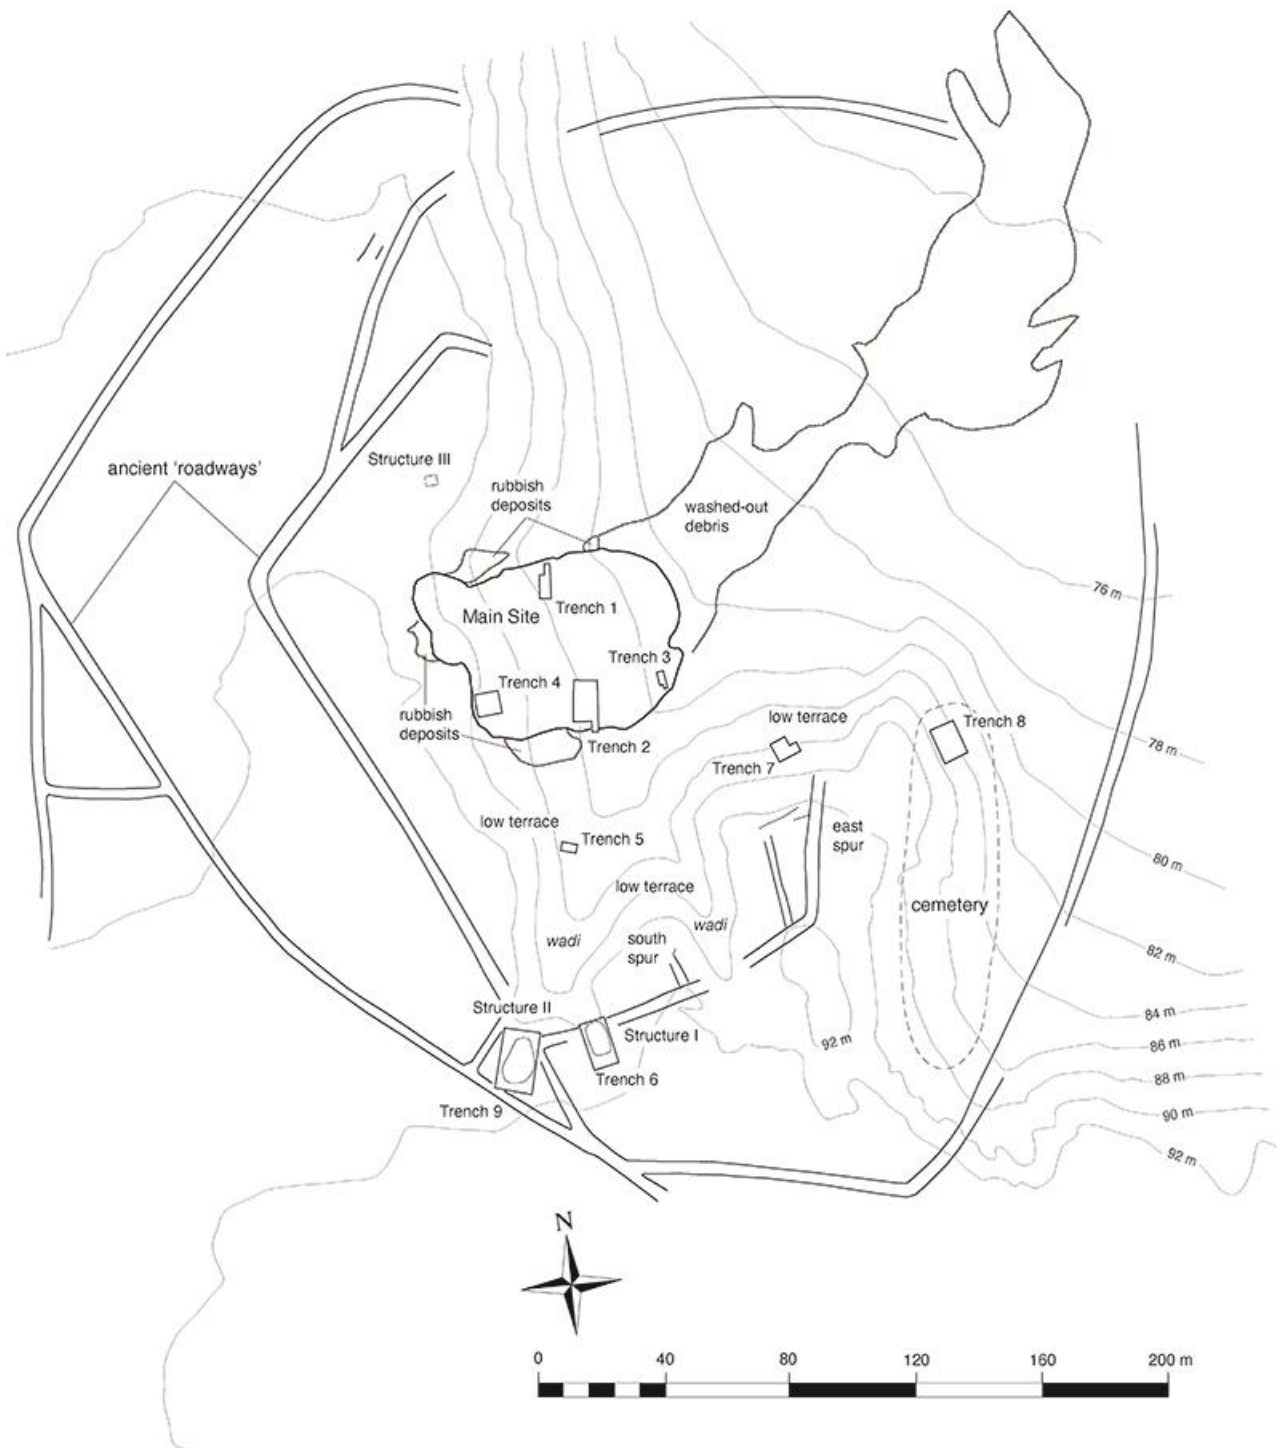 Structure III
ancient 'roadways'
rubbish
deposits
washed-out
debris
76 m
Trench 1
Main Site
Trench 3
Trench 4
rubbish
deposits
low terrace
Trench 8
Trench 2
78 m
Trench 7
low terrace
Trench 5
east
spur
80 m
low terrace
cemetery
wadi
wadi
south
spur
82 m
Structure II
84 m
Structure I
92 m
86 m
Trench 6
88 m
Trench 9
90 m
92 m
N
0 40 80 120 160 200 m